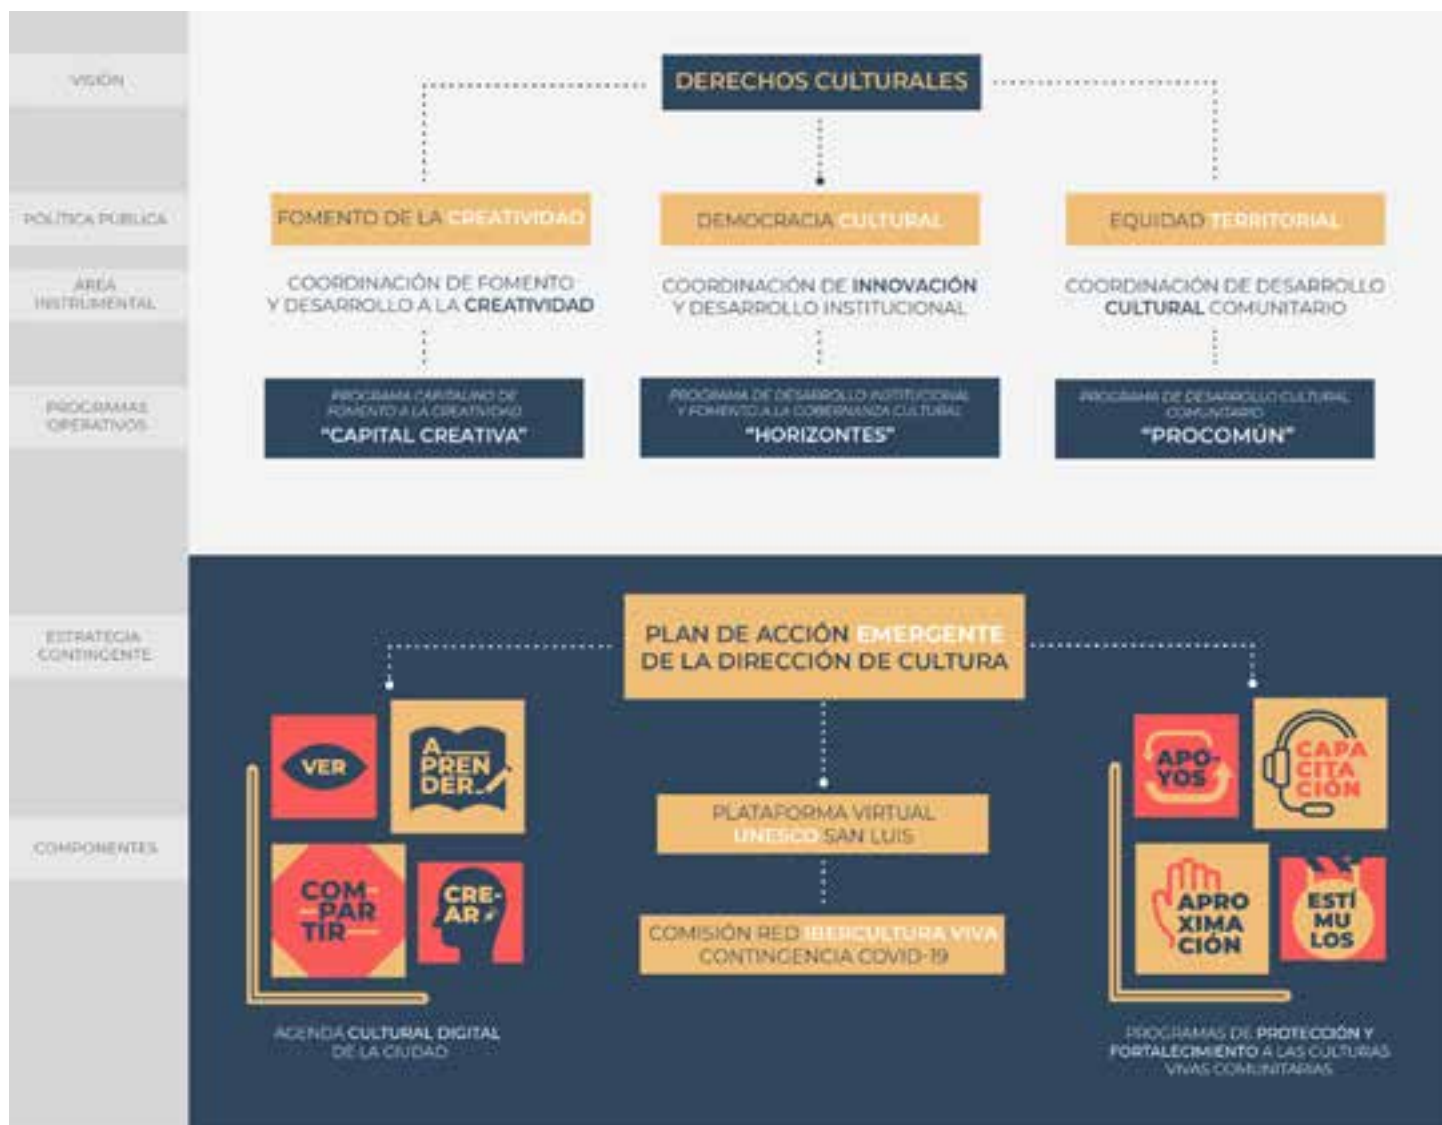 VISIÓN
DERECHOS CULTURALES
POLÍTICA PÚBLICA
FOMENTO DE LA CREATIVIDAD
DEMOCRACIA CULTURAL
EQUIDAD TERRITORIAL
ÁREA
INSTRUMENTAL
COORDINACIÓN DE FOMENTO
Y DESARROLLO A LA CREATIVIDAD
COORDINACIÓN DE INNOVACIÓN
Y DESARROLLO INSTITUCIONAL
COORDINACIÓN DE DESARROLLO
CULTURAL COMUNITARIO
PROGRAMAS
OPERATIVOS
PROGRAMA CAPITALINO DE
FOMENTO A LA CREATIVIDAD
"CAPITAL CREATIVA"
PROGRAMA DE DESARROLLO INSTITUCIONAL
Y FOMENTO A LA GOBERNANZA CULTURAL
"HORIZONTES"
PROGRAMA DE DESARROLLO CULTURAL
COMUNITARIO
"PROCOMÚN"
ESTRATEGIA
CONTINGENTE
PLAN DE ACCIÓN EMERGENTE
DE LA DIRECCIÓN DE CULTURA
COMPONENTES
VER
A
PREN
DER
COM-
PAR
TIR
CRE-
AR
AGENDA CULTURAL DIGITAL
DE LA CIUDAD
PLATAFORMA VIRTUAL
UNESCO SAN LUIS
COMISIÓN RED IBERCULTURA VIVA
CONTINGENCIA COVID-19
APO-
YOS
CAPA
CITA
CIÓN
APRO
XIMA
CIÓN
ESTÍ
MU
LOS
PROGRAMAS DE PROTECCIÓN Y
FORTALECIMIENTO A LAS CULTURAS
VIVAS COMUNITARIAS